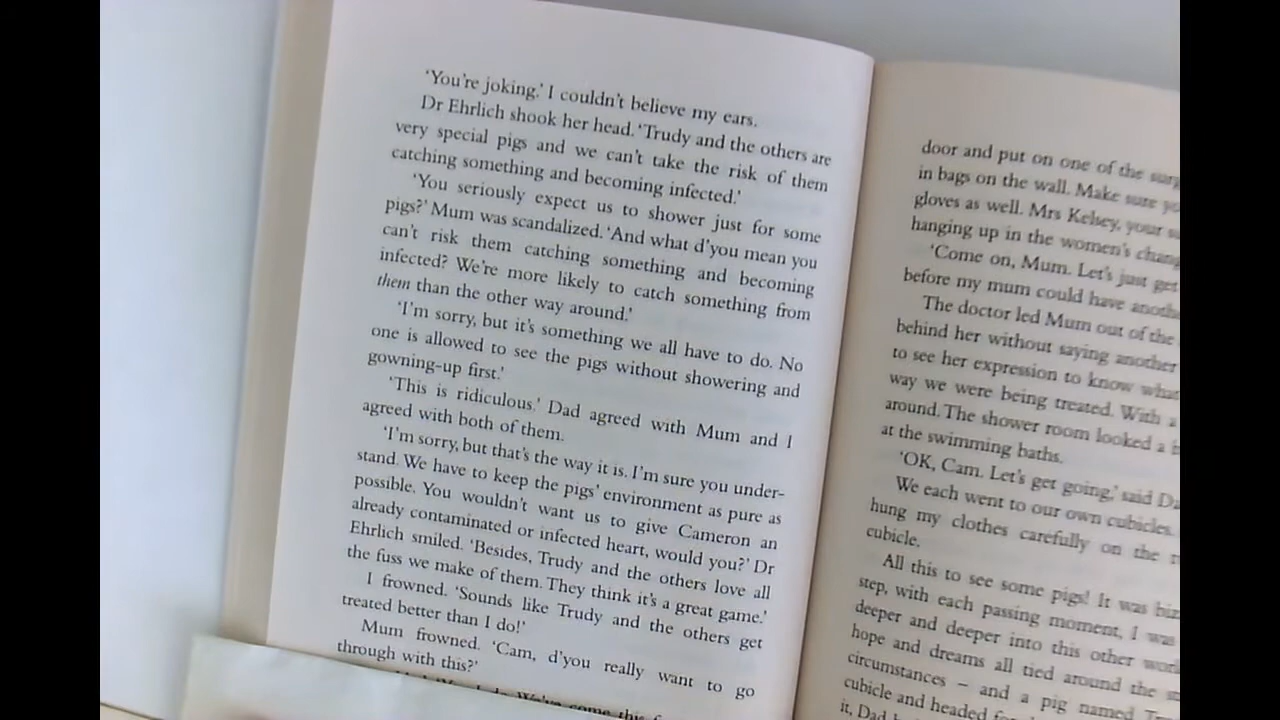 ‘You’re joking.’ I couldn’t believe my ears.
Dr Ehrlich shook her head. ‘Trudy and the others are
very special pigs and we can’t take the risk of them
catching something and becoming infected.’
‘You seriously expect us to shower just for some
pigs?’ Mum was scandalized. ‘And what d’you mean you
can’t risk them catching something and becoming
infected? We’re more likely to catch something from
them than the other way around.’
‘I’m sorry, but it’s something we all have to do. No
one is allowed to see the pigs without showering and
gowning-up first.’
‘This is ridiculous.’ Dad agreed with Mum and I
agreed with both of them.
‘I’m sorry, but that’s the way it is. I’m sure you under-
stand. We have to keep the pigs’ environment as pure as
possible. You wouldn’t want us to give Cameron an
already contaminated or infected heart, would you?’ Dr
Ehrlich smiled. ‘Besides, Trudy and the others love all
the fuss we make of them. They think it’s a great game.’
I frowned. ‘Sounds like Trudy and the others get
treated better than I do!’
Mum frowned. ‘Cam, d’you really want to go
through with this?’
door and put on one of the
in bags on the wall. Make sure
gloves as well. Mrs Kelsey, your
hanging up in the women’s
‘Come on, Mum. Let’s just get
before my mum could have
The doctor led Mum out of the
behind her without saying another
to see her expression to know what
way we were being treated. With a
around. The shower room looked a
at the swimming baths.
‘OK, Cam. Let’s get going,’ said
We each went to our own cubicles.
hung my clothes carefully on the
cubicle.
All this to see some pigs! It was
step, with each passing moment, I was
deeper and deeper into this other
hope and dreams all tied around the
circumstances – and a pig named
cubicle and headed
it, Dad